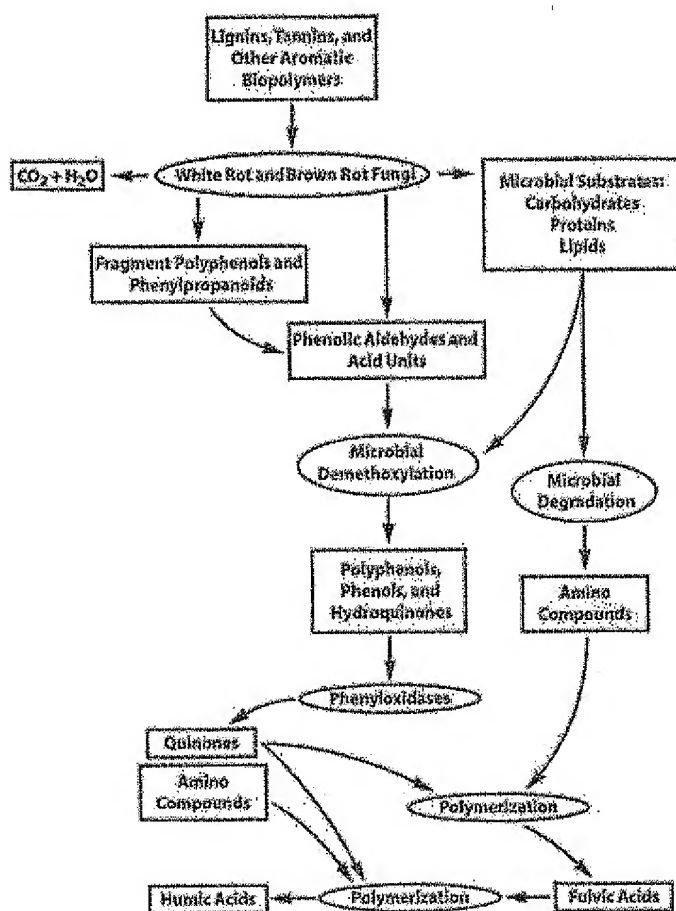 Lignins, Tannins, and
Other Aromatic
Biopolymers
CO₂ + H₂O
White Rot and Brown Rot Fungi
Microbial Substrates:
Carbohydrates
Proteins
Lipids
Fragment Polyphenols and
Phenylpropanoids
Phenolic Aldehydes and
Acid Units
Microbial
Demethoxylation
Microbial
Degradation
Polyphenols,
Phenols, and
Hydroquinones
Amino
Compounds
Phenyloxidases
Quinones
Amino
Compounds
Polymerization
Humic Acids
Polymerization
Fulvic Acids